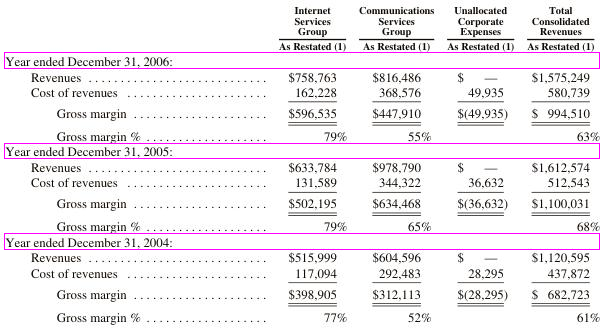 Internet Services Group Communications Services Group Unallocated Corporate Expenses Total Consolidated Revenues
As Restated (1) As Restated (1) As Restated (1) As Restated (1)
Year ended December 31, 2006:
Revenues $758,763 $816,486 $ — $1,575,249
Cost of revenues 162,228 368,576 49,935 580,739
Gross margin $596,535 $447,910 $(49,935) $ 994,510
Gross margin % 79% 55% 63%
Year ended December 31, 2005:
Revenues $633,784 $978,790 $ — $1,612,574
Cost of revenues 131,589 344,322 36,632 512,543
Gross margin $502,195 $634,468 $(36,632) $1,100,031
Gross margin % 79% 65% 68%
Year ended December 31, 2004:
Revenues $515,999 $604,596 $ — $1,120,595
Cost of revenues 117,094 292,483 28,295 437,872
Gross margin $398,905 $312,113 $(28,295) $ 682,723
Gross margin % 77% 52% 61%